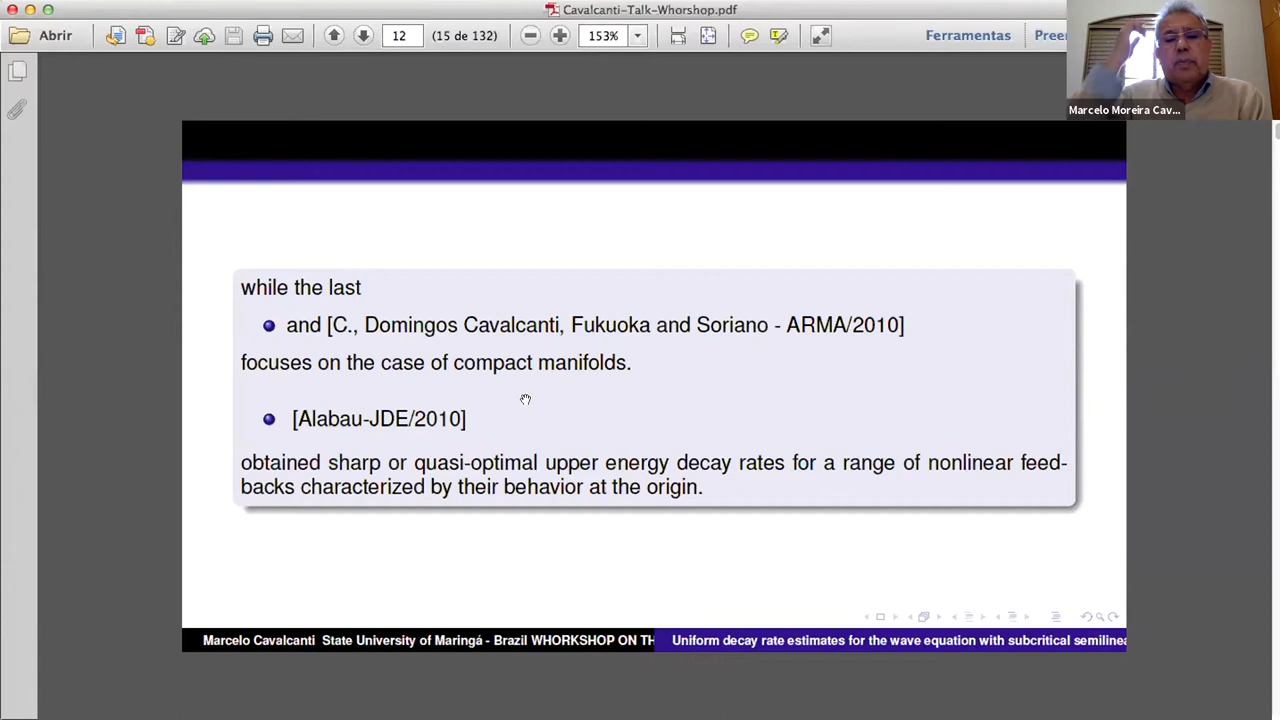 Cavalcanti-Talk-Whorshop.pdf
Abrir
12
(15 de 132)
153%
Ferramentas
Marcelo Moreira Cav...
while the last
and [C., Domingos Cavalcanti, Fukuoka and Soriano - ARMA/2010]
focuses on the case of compact manifolds.
[Alabau-JDE/2010]
obtained sharp or quasi-optimal upper energy decay rates for a range of nonlinear feed-
backs characterized by their behavior at the origin.
Marcelo Cavalcanti State University of Maringá - Brazil WHORKSHOP ON TH
Uniform decay rate estimates for the wave equation with subcritical semilinea